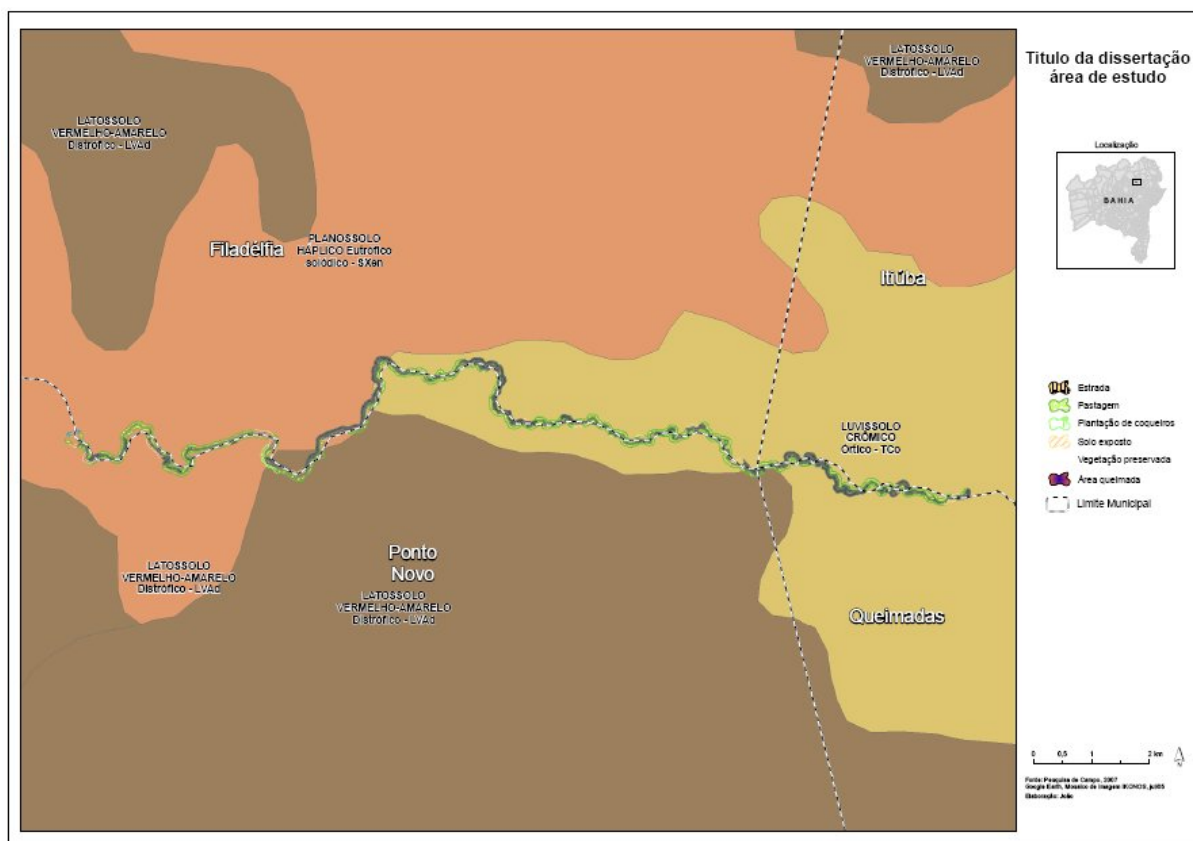 LATOSSOLO
VERMELHO-AMARELO
Distrófico - LVAd
Título da dissertação
área de estudo
LATOSSOLO
VERMELHO-AMARELO
Distrófico - LVAd
Localização
BAHIA
Filadélfia
PLANOSSOLO
HÁPLICO Eutrófico
solódico - SXen
Itiúba
Estrada
Pastagem
Plantação de coqueiros
Solo exposto
Vegetação preservada
Área queimada
Limite Municipal
LUVISSOLO
CRÔMICO
Órtico - TCo
LATOSSOLO
VERMELHO-AMARELO
Distrófico - LVAd
Ponto
Novo
LATOSSOLO
VERMELHO-AMARELO
Distrófico - LVAd
Queimadas
0 0,5 1 2 km
Fonte: Pesquisa de Campo, 2007
Google Earth, Mosaico de Imagem IKONOS, jul/05
Elaboração: João